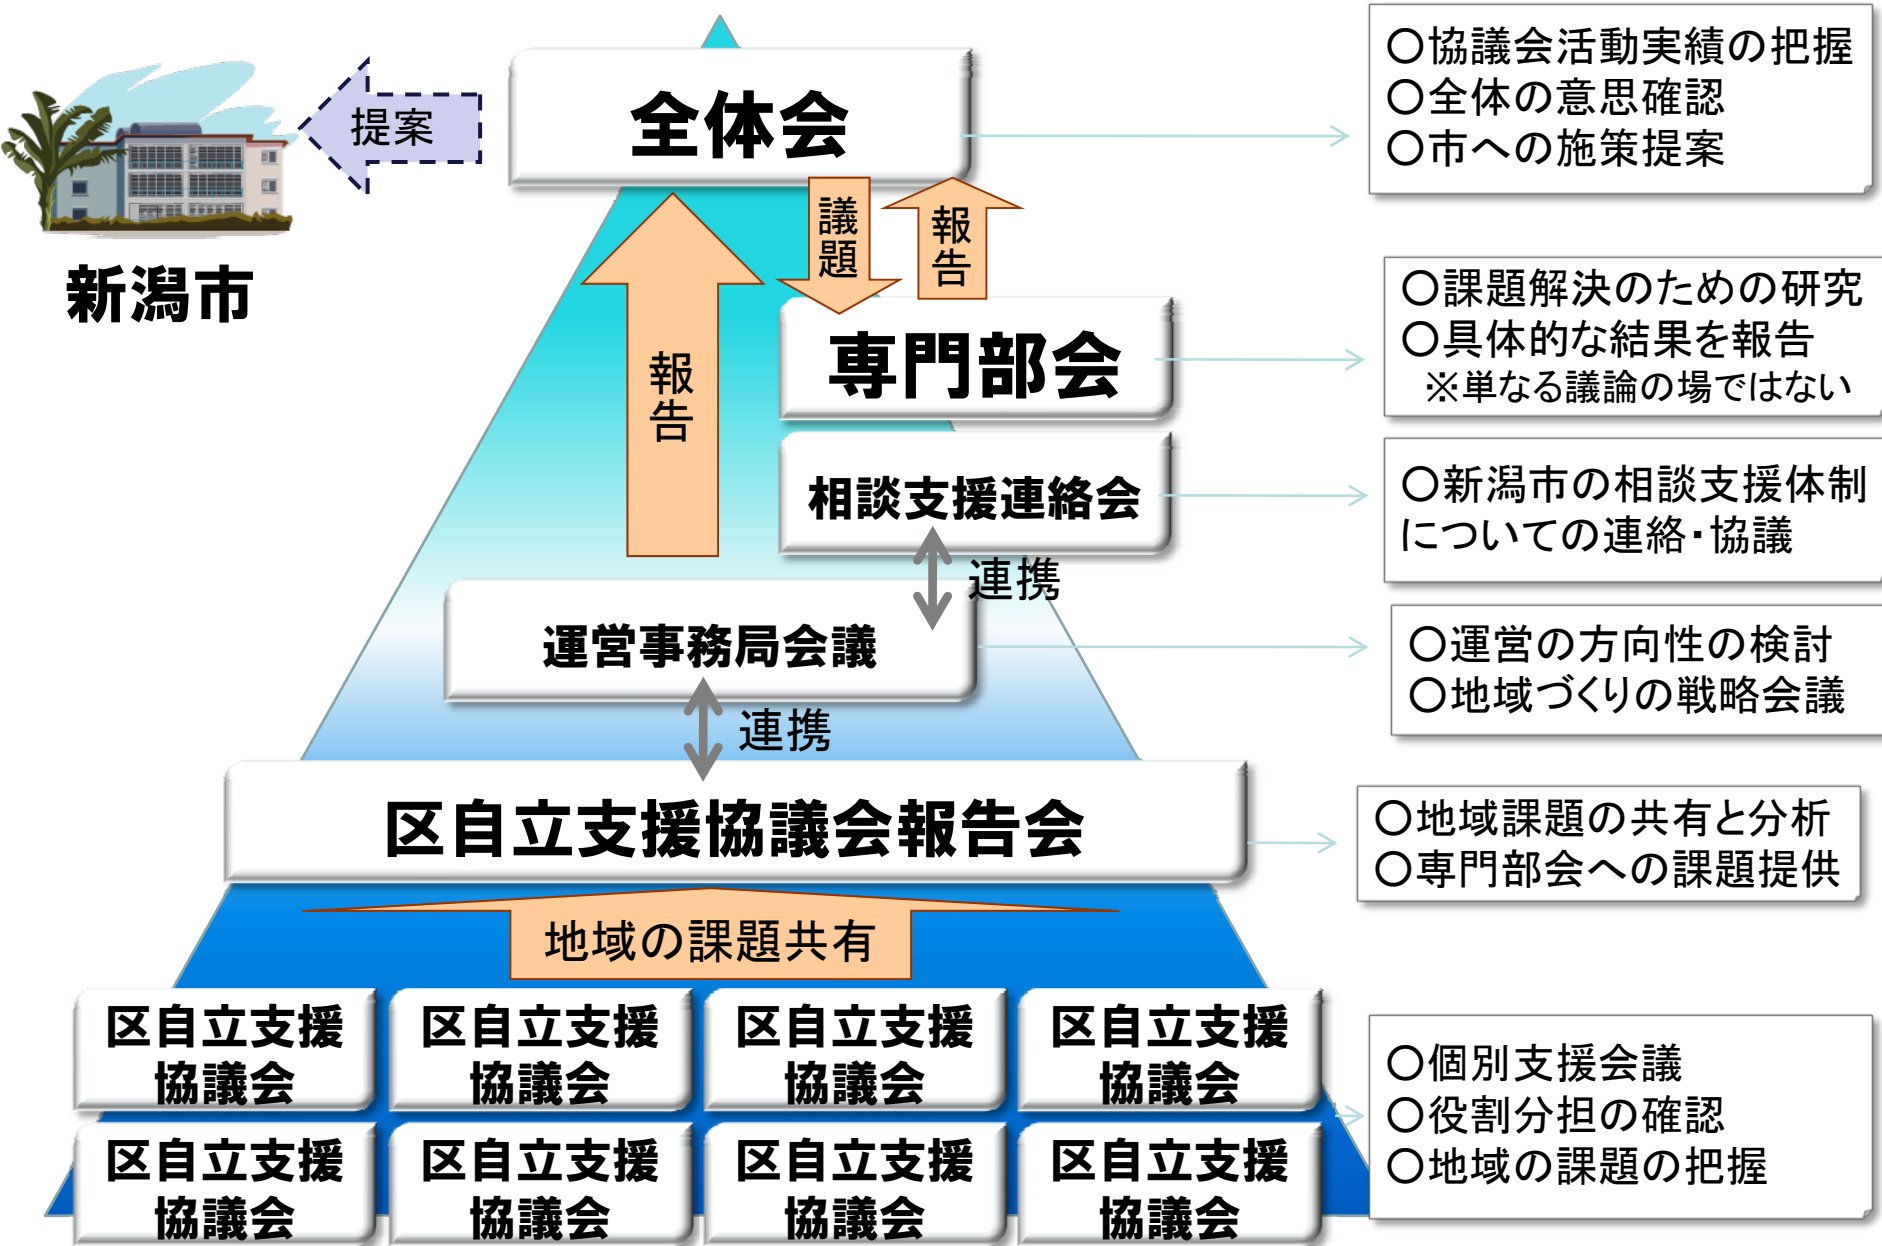 全体会
提案
新潟市
〇協議会活動実績の把握
〇全体の意思確認
〇市への施策提案
議題
報告
報告
専門部会
〇課題解決のための研究
〇具体的な結果を報告
※単なる議論の場ではない
相談支援連絡会
〇新潟市の相談支援体制
についての連絡・協議
連携
運営事務局会議
〇運営の方向性の検討
〇地域づくりの戦略会議
連携
区自立支援協議会報告会
〇地域課題の共有と分析
〇専門部会への課題提供
地域の課題共有
区自立支援
協議会
区自立支援
協議会
区自立支援
協議会
区自立支援
協議会
区自立支援
協議会
区自立支援
協議会
区自立支援
協議会
区自立支援
協議会
〇個別支援会議
〇役割分担の確認
〇地域の課題の把握